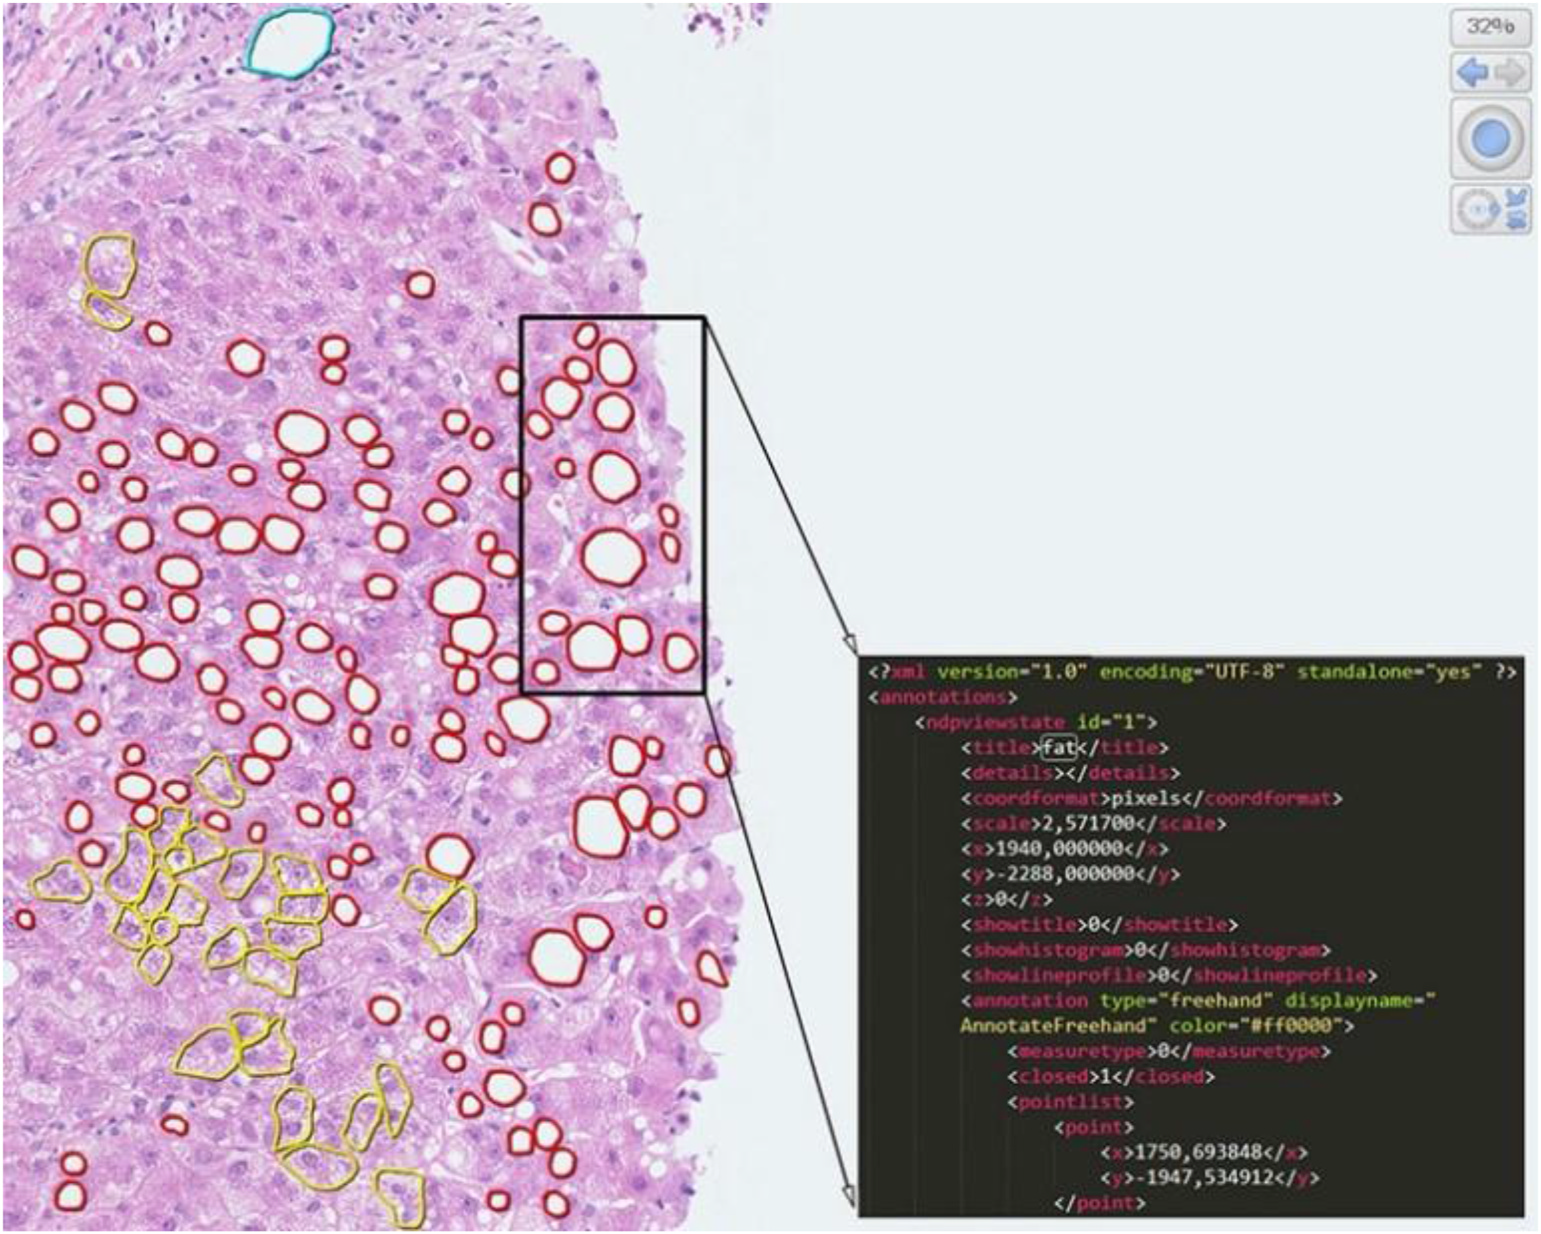 32%
<?xml version="1.0" encoding="UTF-8" standalone="yes" ?>
<annotations>
<ndpviewstate id="1">
<title>fat</title>
<details></details>
<coordformat>pixels</coordformat>
<scale>2,571700</scale>
<x>1940,000000</x>
<y>-2288,000000</y>
<z>0</z>
<showtitle>0</showtitle>
<showhistogram>0</showhistogram>
<showlineprofile>0</showlineprofile>
<annotation type="freehand" displayname="
AnnotateFreehand" color="#ff0000">
<measuretype>0</measuretype>
<closed>1</closed>
<pointlist>
<point>
<x>1750,693848</x>
<y>-1947,534912</y>
</point>